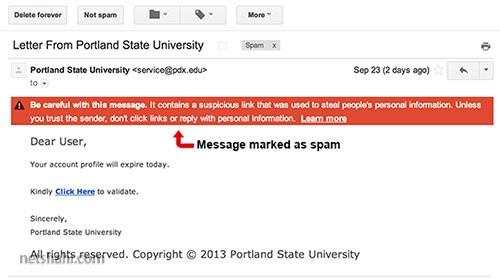 Delete forever Not spam More
Letter From Portland State University Spam x
Portland State University <service@pdx.edu> Sep 23 (2 days ago)
to
Be careful with this message. It contains a suspicious link that was used to steal people's personal information. Unless
you trust the sender, don't click links or reply with personal information. Learn more
Message marked as spam
Dear User,
Your account profile will expire today.
Kindly Click Here to validate.
Sincerely,
Portland State University
All rights reserved. Copyright © 2013 Portland State University